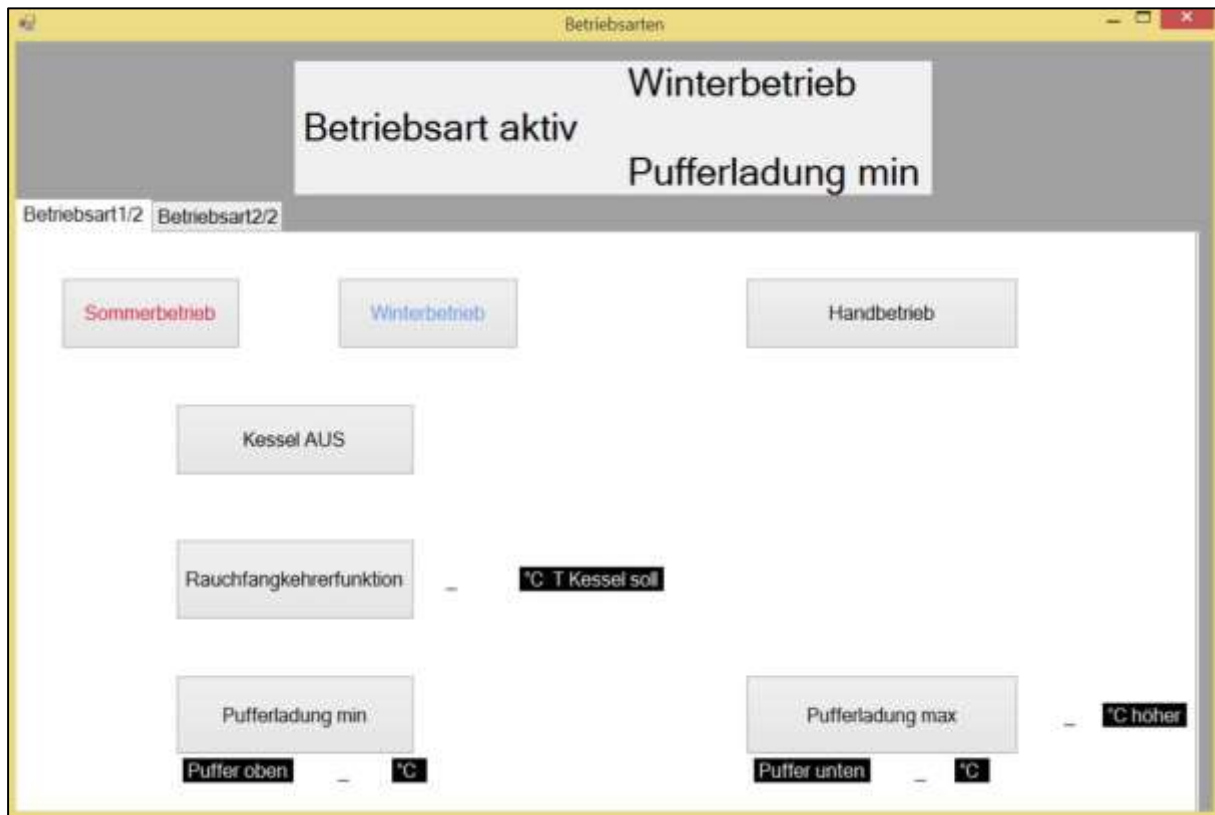 Betriebsarten
Winterbetrieb
Betriebsart aktiv
Pufferladung min
Betriebsart1/2 Betriebsart2/2
Sommerbetrieb Winterbetrieb Handbetrieb
Kessel AUS
Rauchfangkehrerfunktion _ °C T Kessel soll
Pufferladung min Pufferladung max _ °C höher
Puffer oben _ °C Puffer unten _ °C